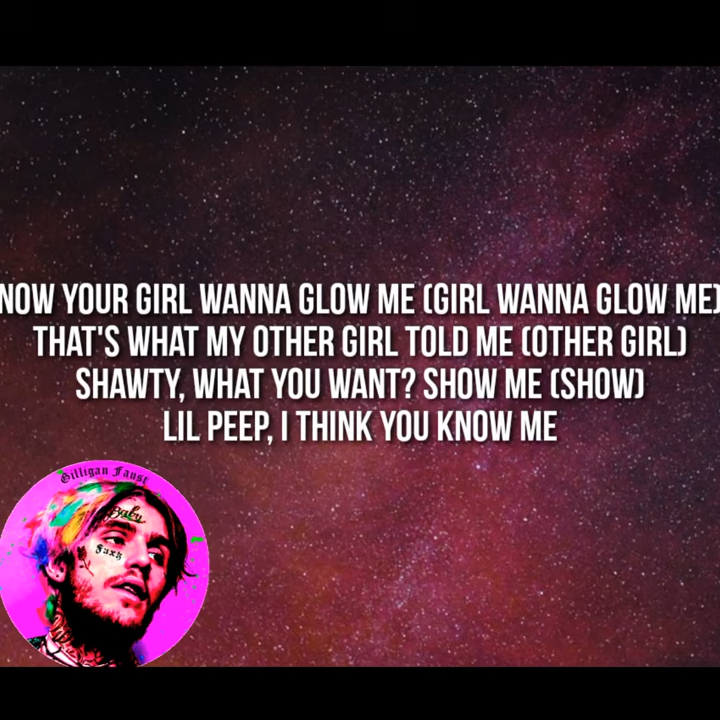 NOW YOUR GIRL WANNA GLOW ME (GIRL WANNA GLOW ME)
THAT'S WHAT MY OTHER GIRL TOLD ME (OTHER GIRL)
SHAWTY, WHAT YOU WANT? SHOW ME (SHOW)
LIL PEEP, I THINK YOU KNOW ME
Gilligan Faust
Baby